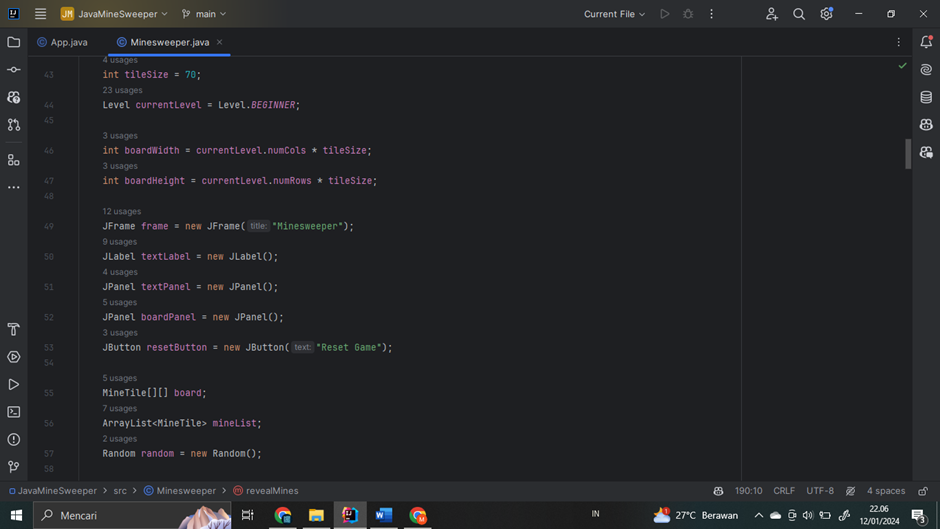 JM JavaMineSweeper main Current File
App.java Minesweeper.java
4 usages
43 int tileSize = 70;
23 usages
44 Level currentLevel = Level.BEGINNER;
45
3 usages
46 int boardWidth = currentLevel.numCols * tileSize;
3 usages
47 int boardHeight = currentLevel.numRows * tileSize;
48
12 usages
49 JFrame frame = new JFrame( title: "Minesweeper");
9 usages
50 JLabel textLabel = new JLabel();
4 usages
51 JPanel textPanel = new JPanel();
5 usages
52 JPanel boardPanel = new JPanel();
3 usages
53 JButton resetButton = new JButton( text: "Reset Game");
54
5 usages
55 MineTile[][] board;
7 usages
56 ArrayList<MineTile> mineList;
2 usages
57 Random random = new Random();
58
JavaMineSweeper > src > Minesweeper > revealMines 190:10 CRLF UTF-8 4 spaces
Mencari IN 27°C Berawan 22.06
12/01/2024